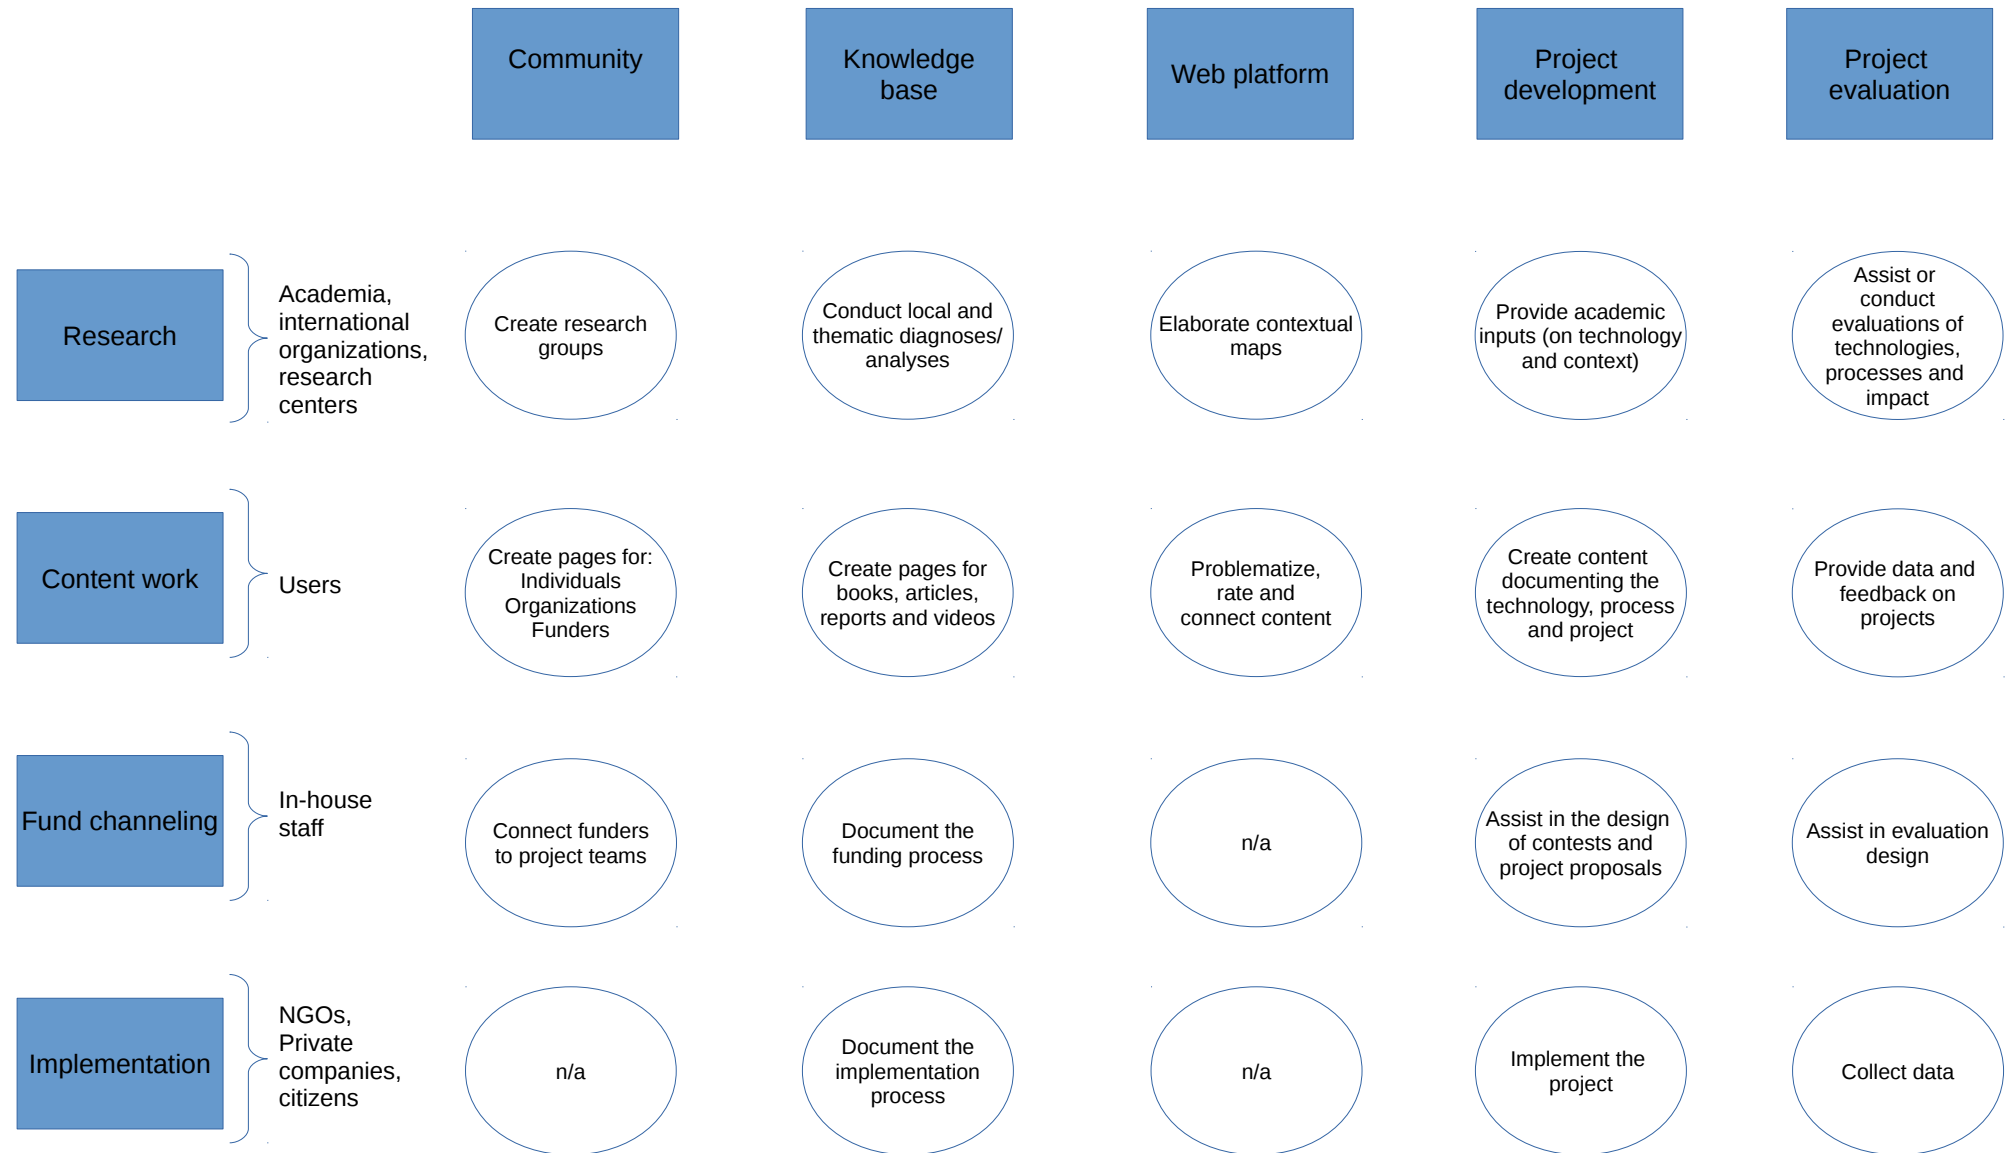 Community
Knowledge
base
Web platform
Project
development
Project
evaluation
Research
Academia,
international
organizations,
research
centers
Create research
groups
Conduct local and
thematic diagnoses/
analyses
Elaborate contextual
maps
Provide academic
inputs (on technology
and context)
Assist or
conduct
evaluations of
technologies,
processes and
impact
Content work
Users
Create pages for:
Individuals
Organizations
Funders
Create pages for
books, articles,
reports and videos
Problematize,
rate and
connect content
Create content
documenting the
technology, process
and project
Provide data and
feedback on
projects
Fund channeling
In-house
staff
Connect funders
to project teams
Document the
funding process
n/a
Assist in the design
of contests and
project proposals
Assist in evaluation
design
Implementation
NGOs,
Private
companies,
citizens
n/a
Document the
implementation
process
n/a
Implement the
project
Collect data